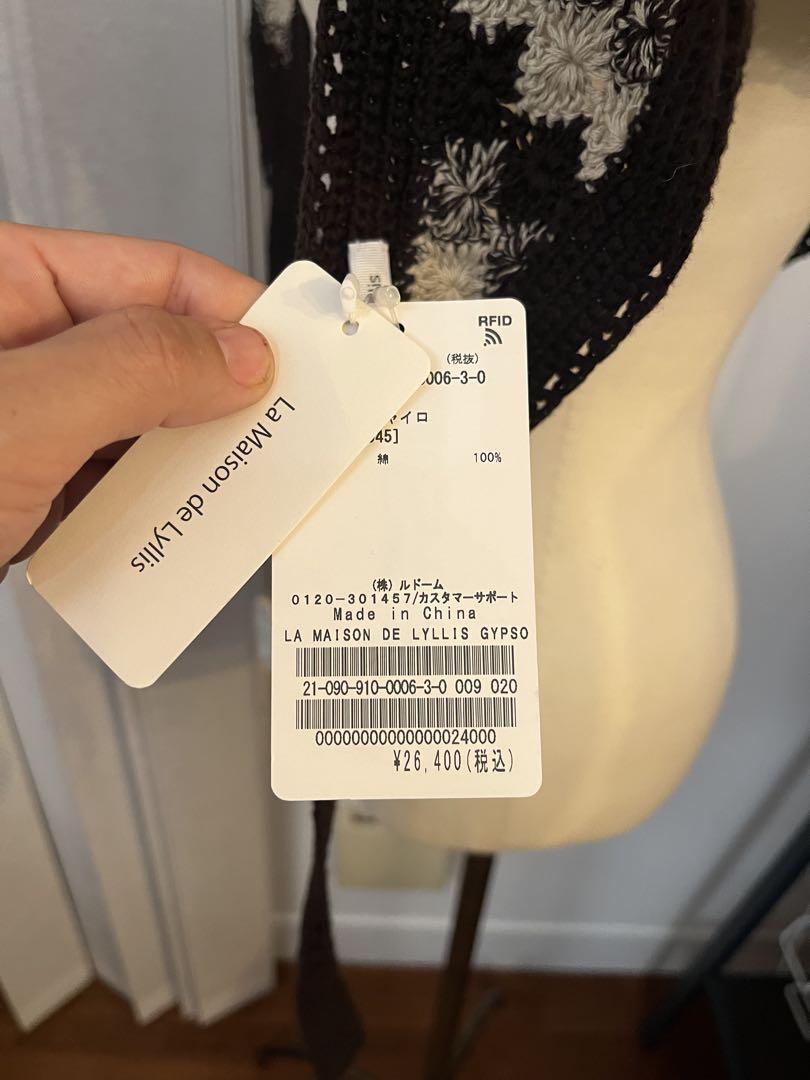 RFID
(税抜)
006-3-0
イロ
45]
綿 100%
La Maison de Lyllis
(株)ルドーム
0120-301457/カスタマーサポート
Made in China
LA MAISON DE LYLLIS GYPSO
21-090-910-0006-3-0 009 020
00000000000000024000
¥26,400(税込)